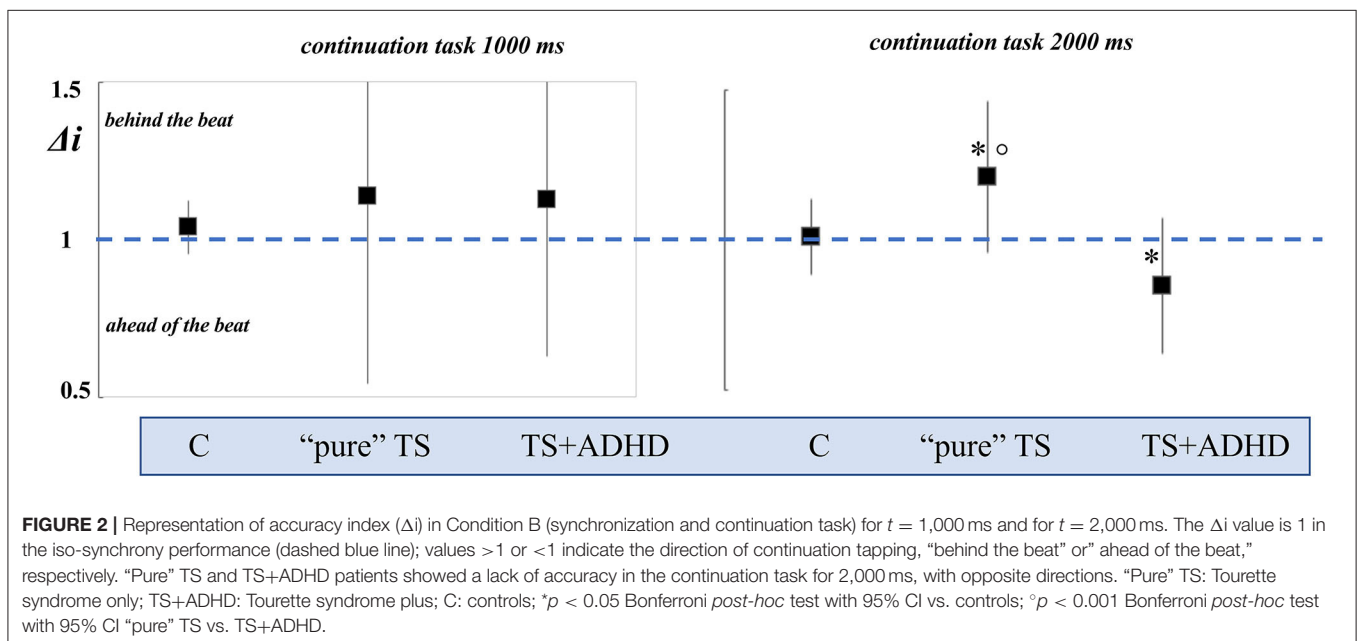 continuation task 1000 ms
continuation task 2000 ms
1.5
behind the beat
Δi
* °
1
*
ahead of the beat
0.5
C "pure" TS TS+ADHD C "pure" TS TS+ADHD
FIGURE 2 | Representation of accuracy index (Δi) in Condition B (synchronization and continuation task) for t = 1,000 ms and for t = 2,000 ms. The Δi value is 1 in
the iso-synchrony performance (dashed blue line); values >1 or <1 indicate the direction of continuation tapping, “behind the beat” or” ahead of the beat,”
respectively. “Pure” TS and TS+ADHD patients showed a lack of accuracy in the continuation task for 2,000 ms, with opposite directions. “Pure” TS: Tourette
syndrome only; TS+ADHD: Tourette syndrome plus; C: controls; *p < 0.05 Bonferroni post-hoc test with 95% CI vs. controls; °p < 0.001 Bonferroni post-hoc test
with 95% CI “pure” TS vs. TS+ADHD.